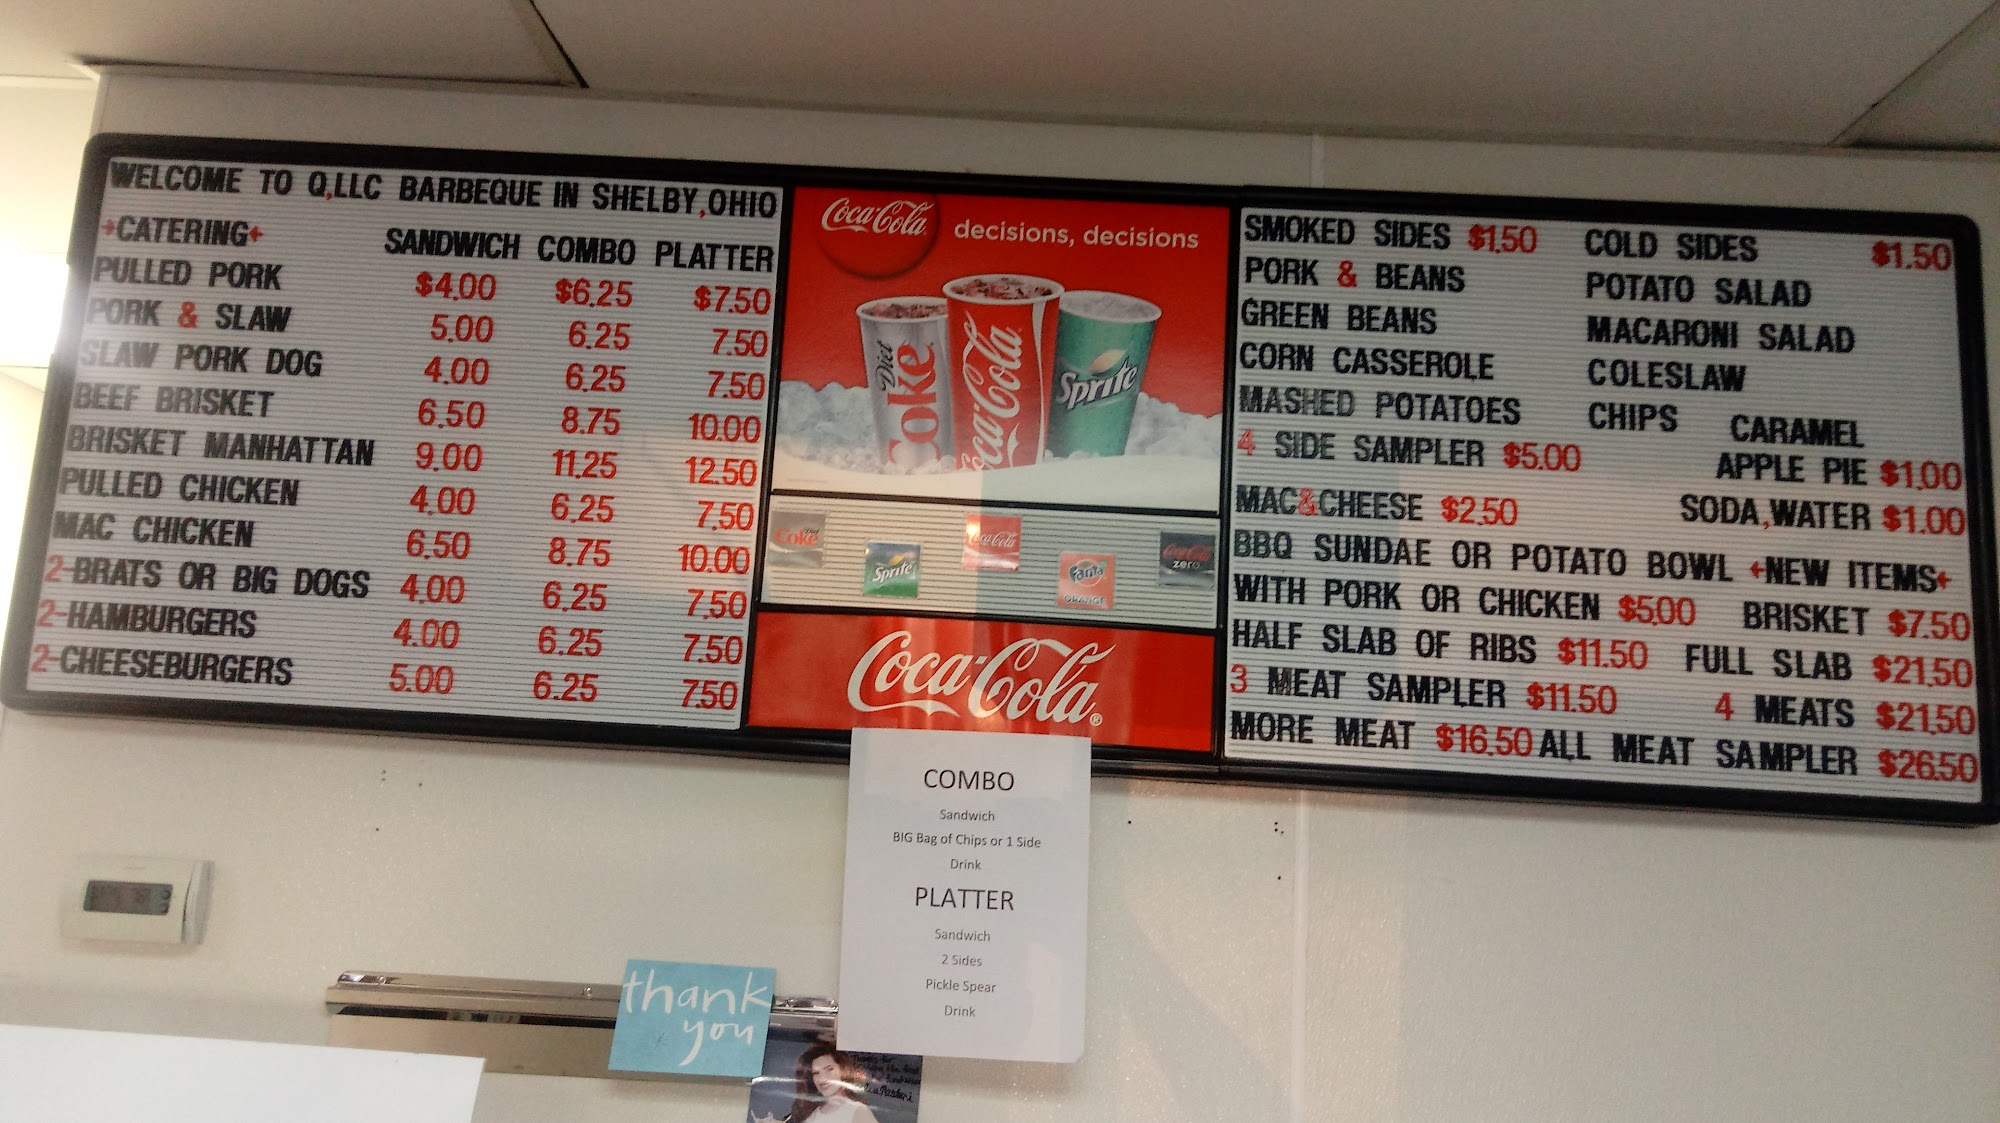 WELCOME TO Q,LLC BARBEQUE IN SHELBY,OHIO
+CATERING+ SANDWICH COMBO PLATTER
PULLED PORK $4.00 $6.25 $7.50
PORK & SLAW 5.00 6.25 7.50
SLAW PORK DOG 4.00 6.25 7.50
BEEF BRISKET 6.50 8.75 10.00
BRISKET MANHATTAN 9.00 11.25 12.50
PULLED CHICKEN 4.00 6.25 7.50
MAC CHICKEN 6.50 8.75 10.00
2-BRATS OR BIG DOGS 4.00 6.25 7.50
2-HAMBURGERS 4.00 6.25 7.50
2-CHEESEBURGERS 5.00 6.25 7.50
Coca-Cola decisions, decisions
Diet Coke
Coca-Cola
Sprite
Coke
Sprite
Coca-Cola
Fanta
ORANGE
Coca-Cola
zero
Coca-Cola®
SMOKED SIDES $1.50 COLD SIDES $1.50
PORK & BEANS POTATO SALAD
GREEN BEANS MACARONI SALAD
CORN CASSEROLE COLESLAW
MASHED POTATOES CHIPS CARAMEL
4 SIDE SAMPLER $5.00 APPLE PIE $1.00
MAC&CHEESE $2.50 SODA,WATER $1.00
BBQ SUNDAE OR POTATO BOWL +NEW ITEMS+
WITH PORK OR CHICKEN $5.00 BRISKET $7.50
HALF SLAB OF RIBS $11.50 FULL SLAB $21.50
3 MEAT SAMPLER $11.50 4 MEATS $21.50
MORE MEAT $16.50 ALL MEAT SAMPLER $26.50
COMBO
Sandwich
BIG Bag of Chips or 1 Side
Drink
PLATTER
Sandwich
2 Sides
Pickle Spear
Drink
thank
you